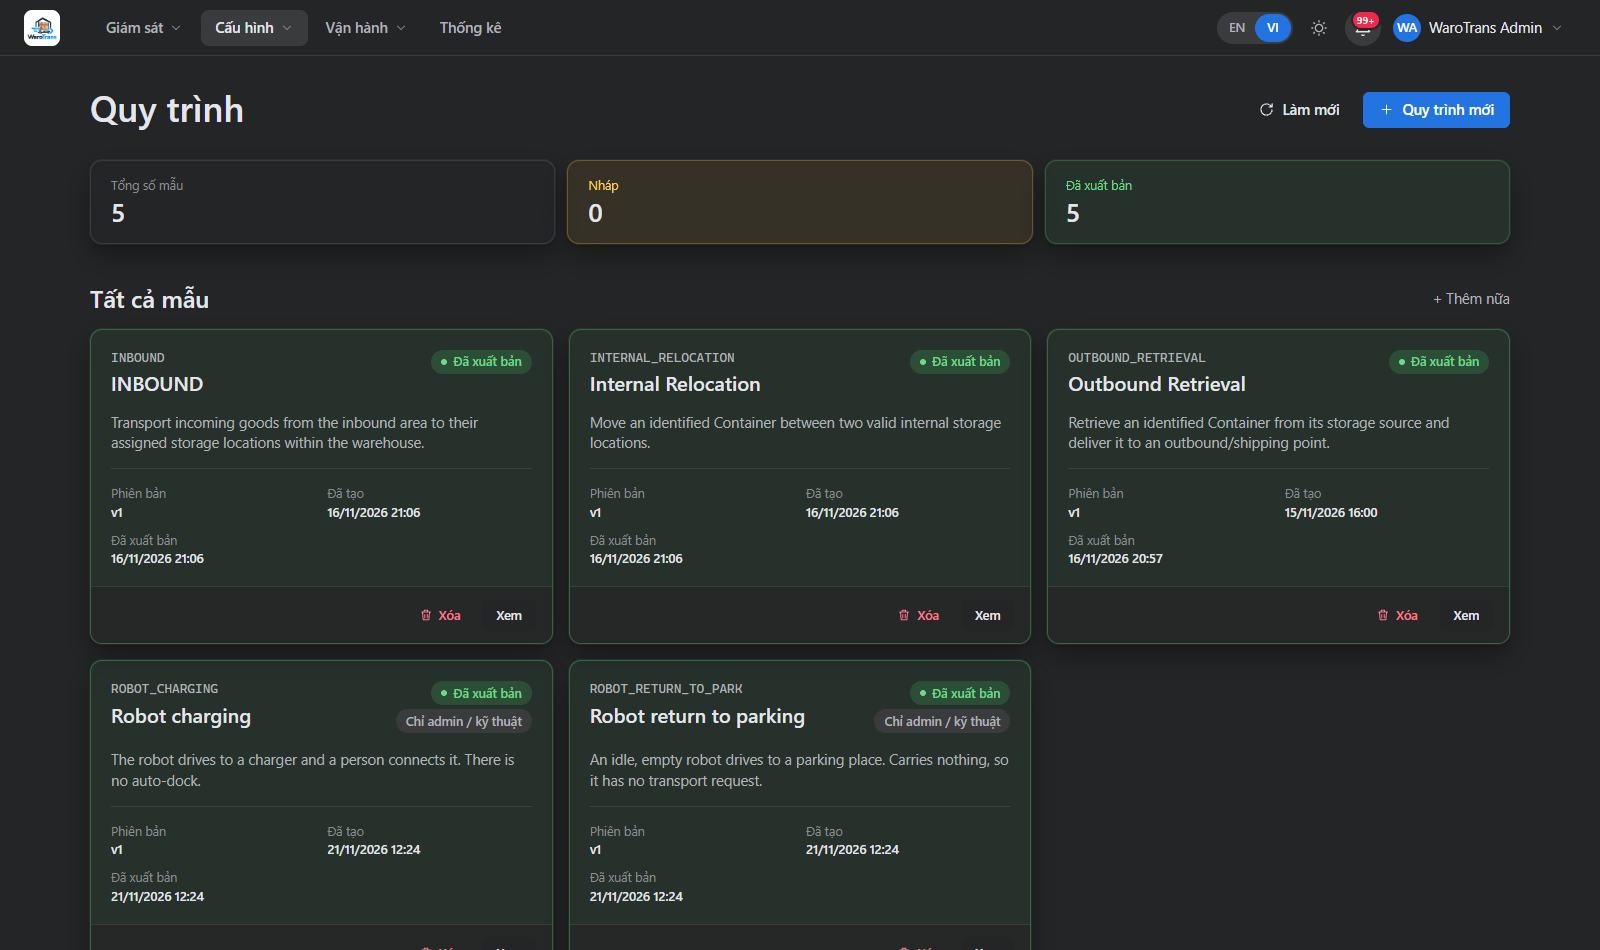 WaroTrans
Giám sát
Cấu hình
Vận hành
Thống kê
EN
VI
99+
WA
WaroTrans Admin
Quy trình
Làm mới
+ Quy trình mới
Tổng số mẫu
5
Nháp
0
Đã xuất bản
5
Tất cả mẫu
+ Thêm nữa
INBOUND
Đã xuất bản
INBOUND
Transport incoming goods from the inbound area to their
assigned storage locations within the warehouse.
Phiên bản
Đã tạo
v1
16/11/2026 21:06
Đã xuất bản
16/11/2026 21:06
Xóa
Xem
INTERNAL_RELOCATION
Đã xuất bản
Internal Relocation
Move an identified Container between two valid internal storage
locations.
Phiên bản
Đã tạo
v1
16/11/2026 21:06
Đã xuất bản
16/11/2026 21:06
Xóa
Xem
OUTBOUND_RETRIEVAL
Đã xuất bản
Outbound Retrieval
Retrieve an identified Container from its storage source and
deliver it to an outbound/shipping point.
Phiên bản
Đã tạo
v1
15/11/2026 16:00
Đã xuất bản
16/11/2026 20:57
Xóa
Xem
ROBOT_CHARGING
Đã xuất bản
Robot charging
Chỉ admin / kỹ thuật
The robot drives to a charger and a person connects it. There is
no auto-dock.
Phiên bản
Đã tạo
v1
21/11/2026 12:24
Đã xuất bản
21/11/2026 12:24
ROBOT_RETURN_TO_PARK
Đã xuất bản
Robot return to parking
Chỉ admin / kỹ thuật
An idle, empty robot drives to a parking place. Carries nothing, so
it has no transport request.
Phiên bản
Đã tạo
v1
21/11/2026 12:24
Đã xuất bản
21/11/2026 12:24